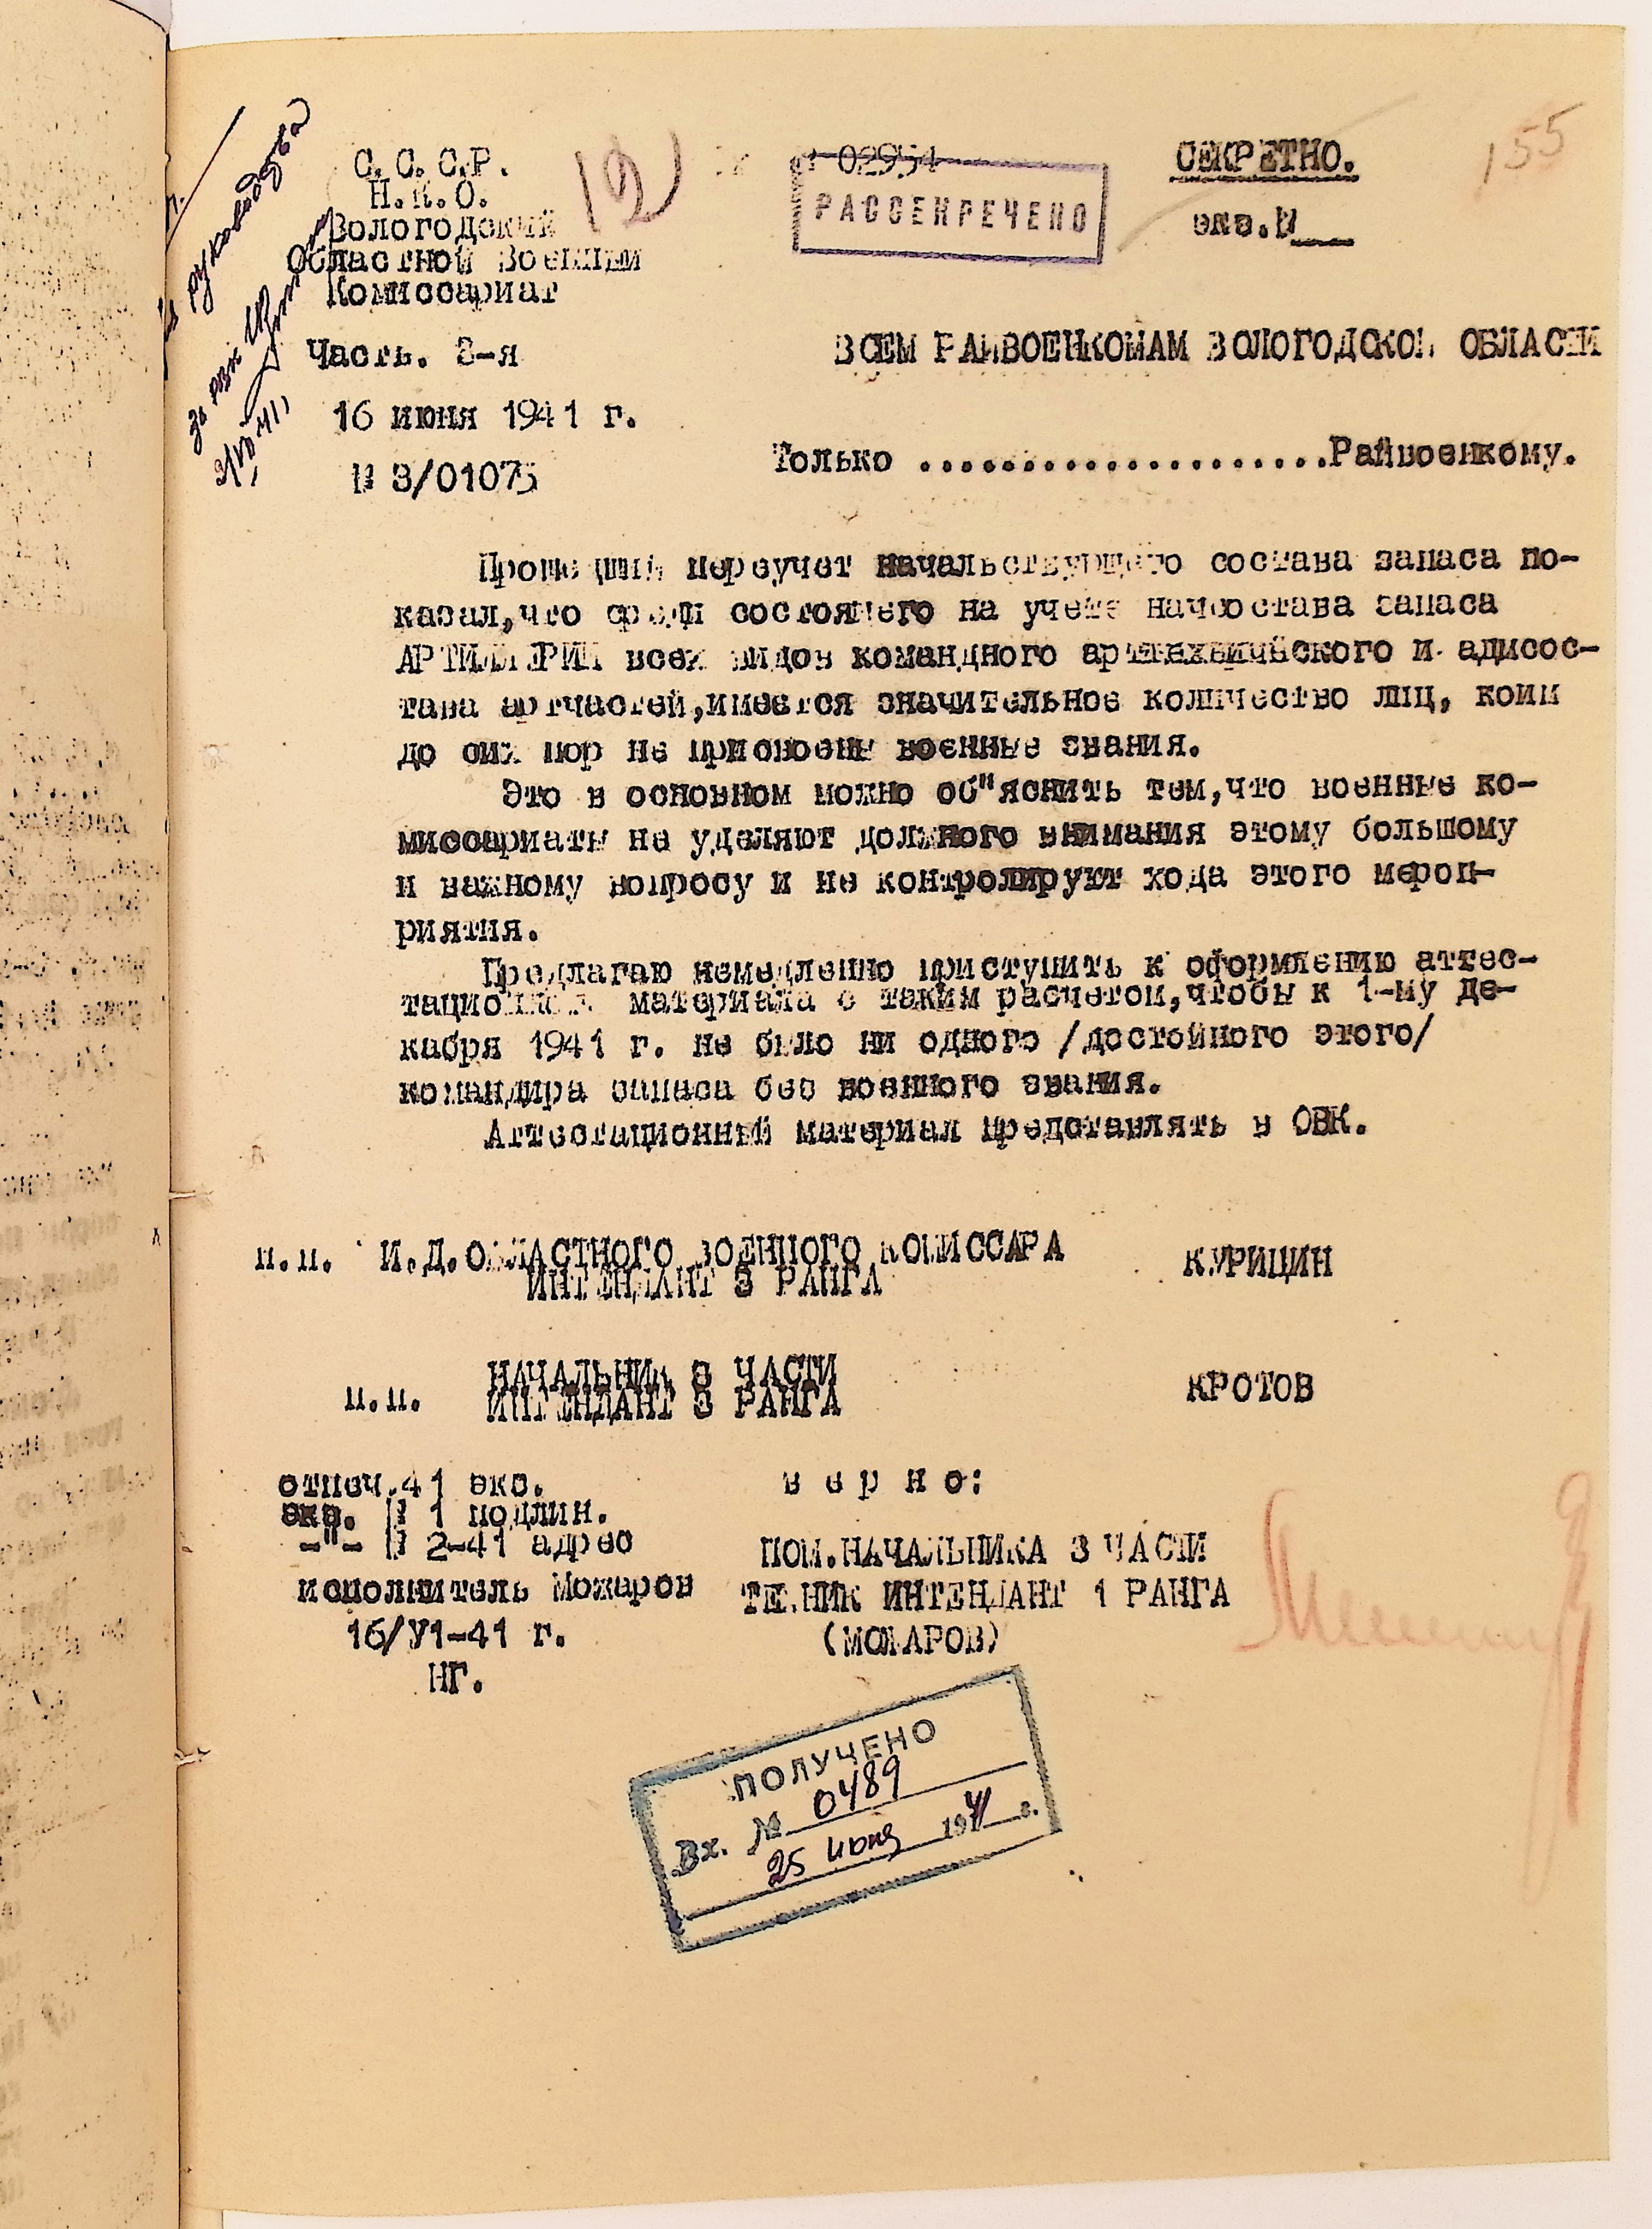 С.С.С.Р.
Н.К.О.
Вологодский
Областной Военный
Комиссариат
Часть. 3-я
16 июня 1941 г.
№ 3/01075
02954
РАССЕКРЕЧЕНО
СЕКРЕТНО.
экз.№___
155
ВСЕМ РАЙВОЕНКОМАМ ВОЛОГОДСКОЙ ОБЛАСТИ
Только .....................Райвоенкому.
руководства
Прошедший переучет начальствующего состава запаса по-
казал,что среди состоящего на учете начсостава запаса
АРТИЛЛЕРИИ всех видов командного арттехнического и адмсос-
тава артчастей,имеется значительное количество лиц, коим
до сих пор не присвоены военные звания.
Это в основном можно об"яснить тем,что военные ко-
миссариаты не уделяют должного внимания этому большому
и важному вопросу и не контролируют хода этого мероп-
риятия.
Предлагаю немедленно приступить к оформлению аттес-
тационного материала с таким расчетом,чтобы к 1-му де-
кабря 1941 г. не было ни одного /достойного этого/
командира запаса без военного звания.
Аттестационный материал представлять в ОВК.
п.п. И.Д.ОБЛАСТНОГО ВОЕННОГО КОМИССАРА КУРИЦИН
ИНТЕНДАНТ 3 РАНГА
НАЧАЛЬНИК 3 ЧАСТИ
п.п. ИНТЕНДАНТ 3 РАНГА КРОТОВ
отпеч.41 экз.
экз. № 1 подлин.
-"- № 2-41 адрес
исполнитель Можаров
16/У1-41 г.
НГ.
в е р н о:
ПОМ.НАЧАЛЬНИКА 3 ЧАСТИ
ТЕХНИК ИНТЕНДАНТ 1 РАНГА
(МОЖАРОВ)
ПОЛУЧЕНО
Вх. № 0489
25 июня 1941 г.